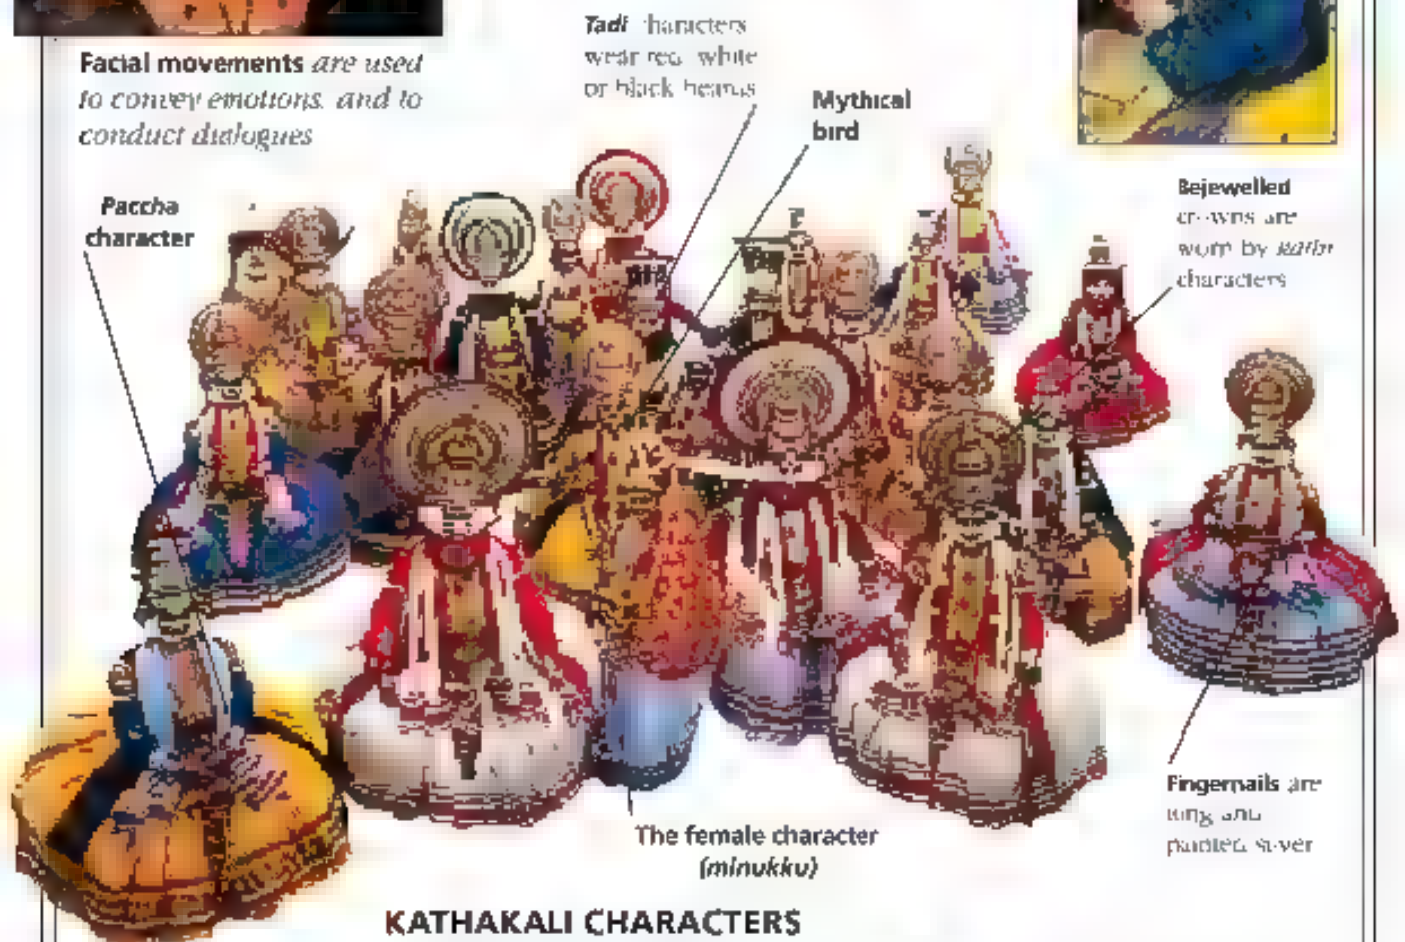 Facial movements are used
to convey emotions, and to
conduct dialogues
Tadi characters
wear red, white
or black beards
Mythical
bird
Paccha
character
Bejewelled
crowns are
worn by
characters
Fingernails are
long and
painted silver
The female character
(minukku)
KATHAKALI CHARACTERS